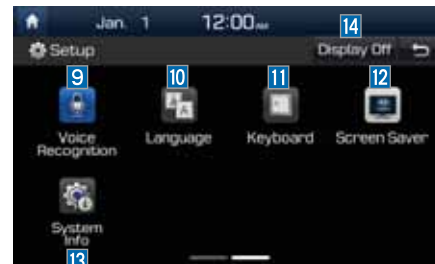 Jan. 1 12:00
14
Setup Display Off
9 10 11 12
Voice Recognition Language Keyboard Screen Saver
System Info
13